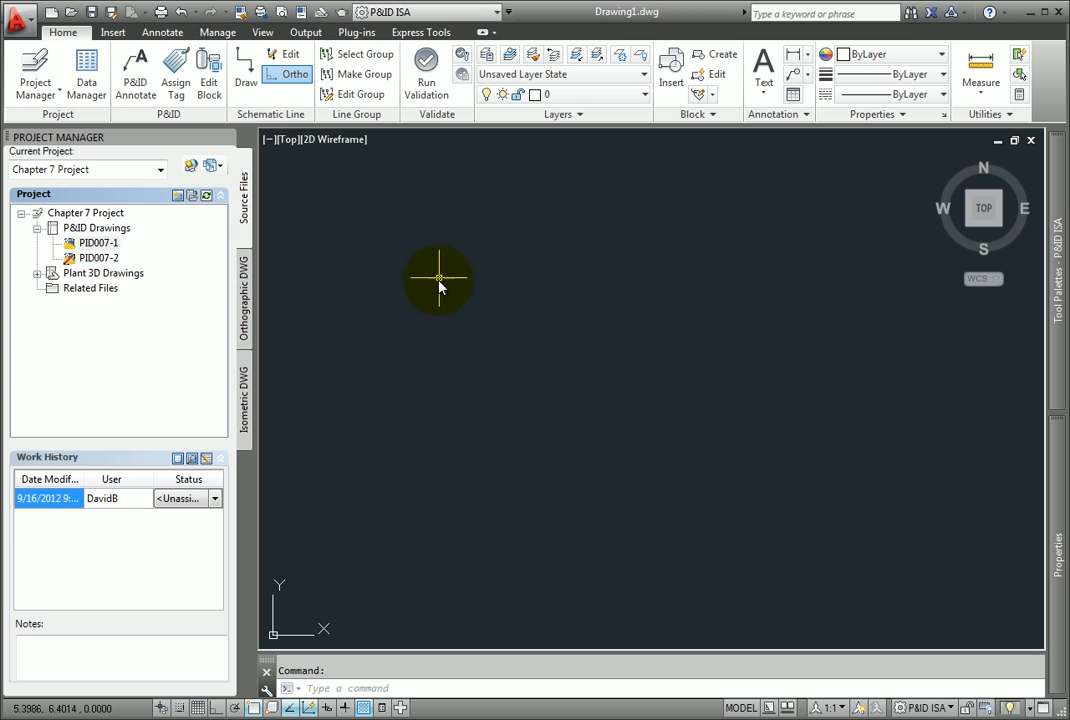 P&ID ISA
Drawing1.dwg
Type a keyword or phrase
Home Insert Annotate Manage View Output Plug-ins Express Tools
Project Manager
Data Manager
Project
P&ID Annotate
Assign Tag
Edit Block
P&ID
Draw
Edit
Ortho
Schematic Line
Select Group
Make Group
Edit Group
Line Group
Run Validation
Validate
Unsaved Layer State
0
Layers
Insert
Create
Edit
Block
Text
Annotation
ByLayer
ByLayer
ByLayer
Properties
Measure
Utilities
PROJECT MANAGER
Current Project:
Chapter 7 Project
Project
Chapter 7 Project
P&ID Drawings
PID007-1
PID007-2
Plant 3D Drawings
Related Files
Source Files
Orthographic DWG
Isometric DWG
Work History
Date Modif... User Status
9/16/2012 9:... DavidB <Unassi...
Notes:
[−][Top][2D Wireframe]
N
W TOP E
S
WCS
Y
X
Tool Palettes - P&ID ISA
Properties
Command:
Type a command
5.3986, 6.4014 , 0.0000
MODEL 1:1 P&ID ISA